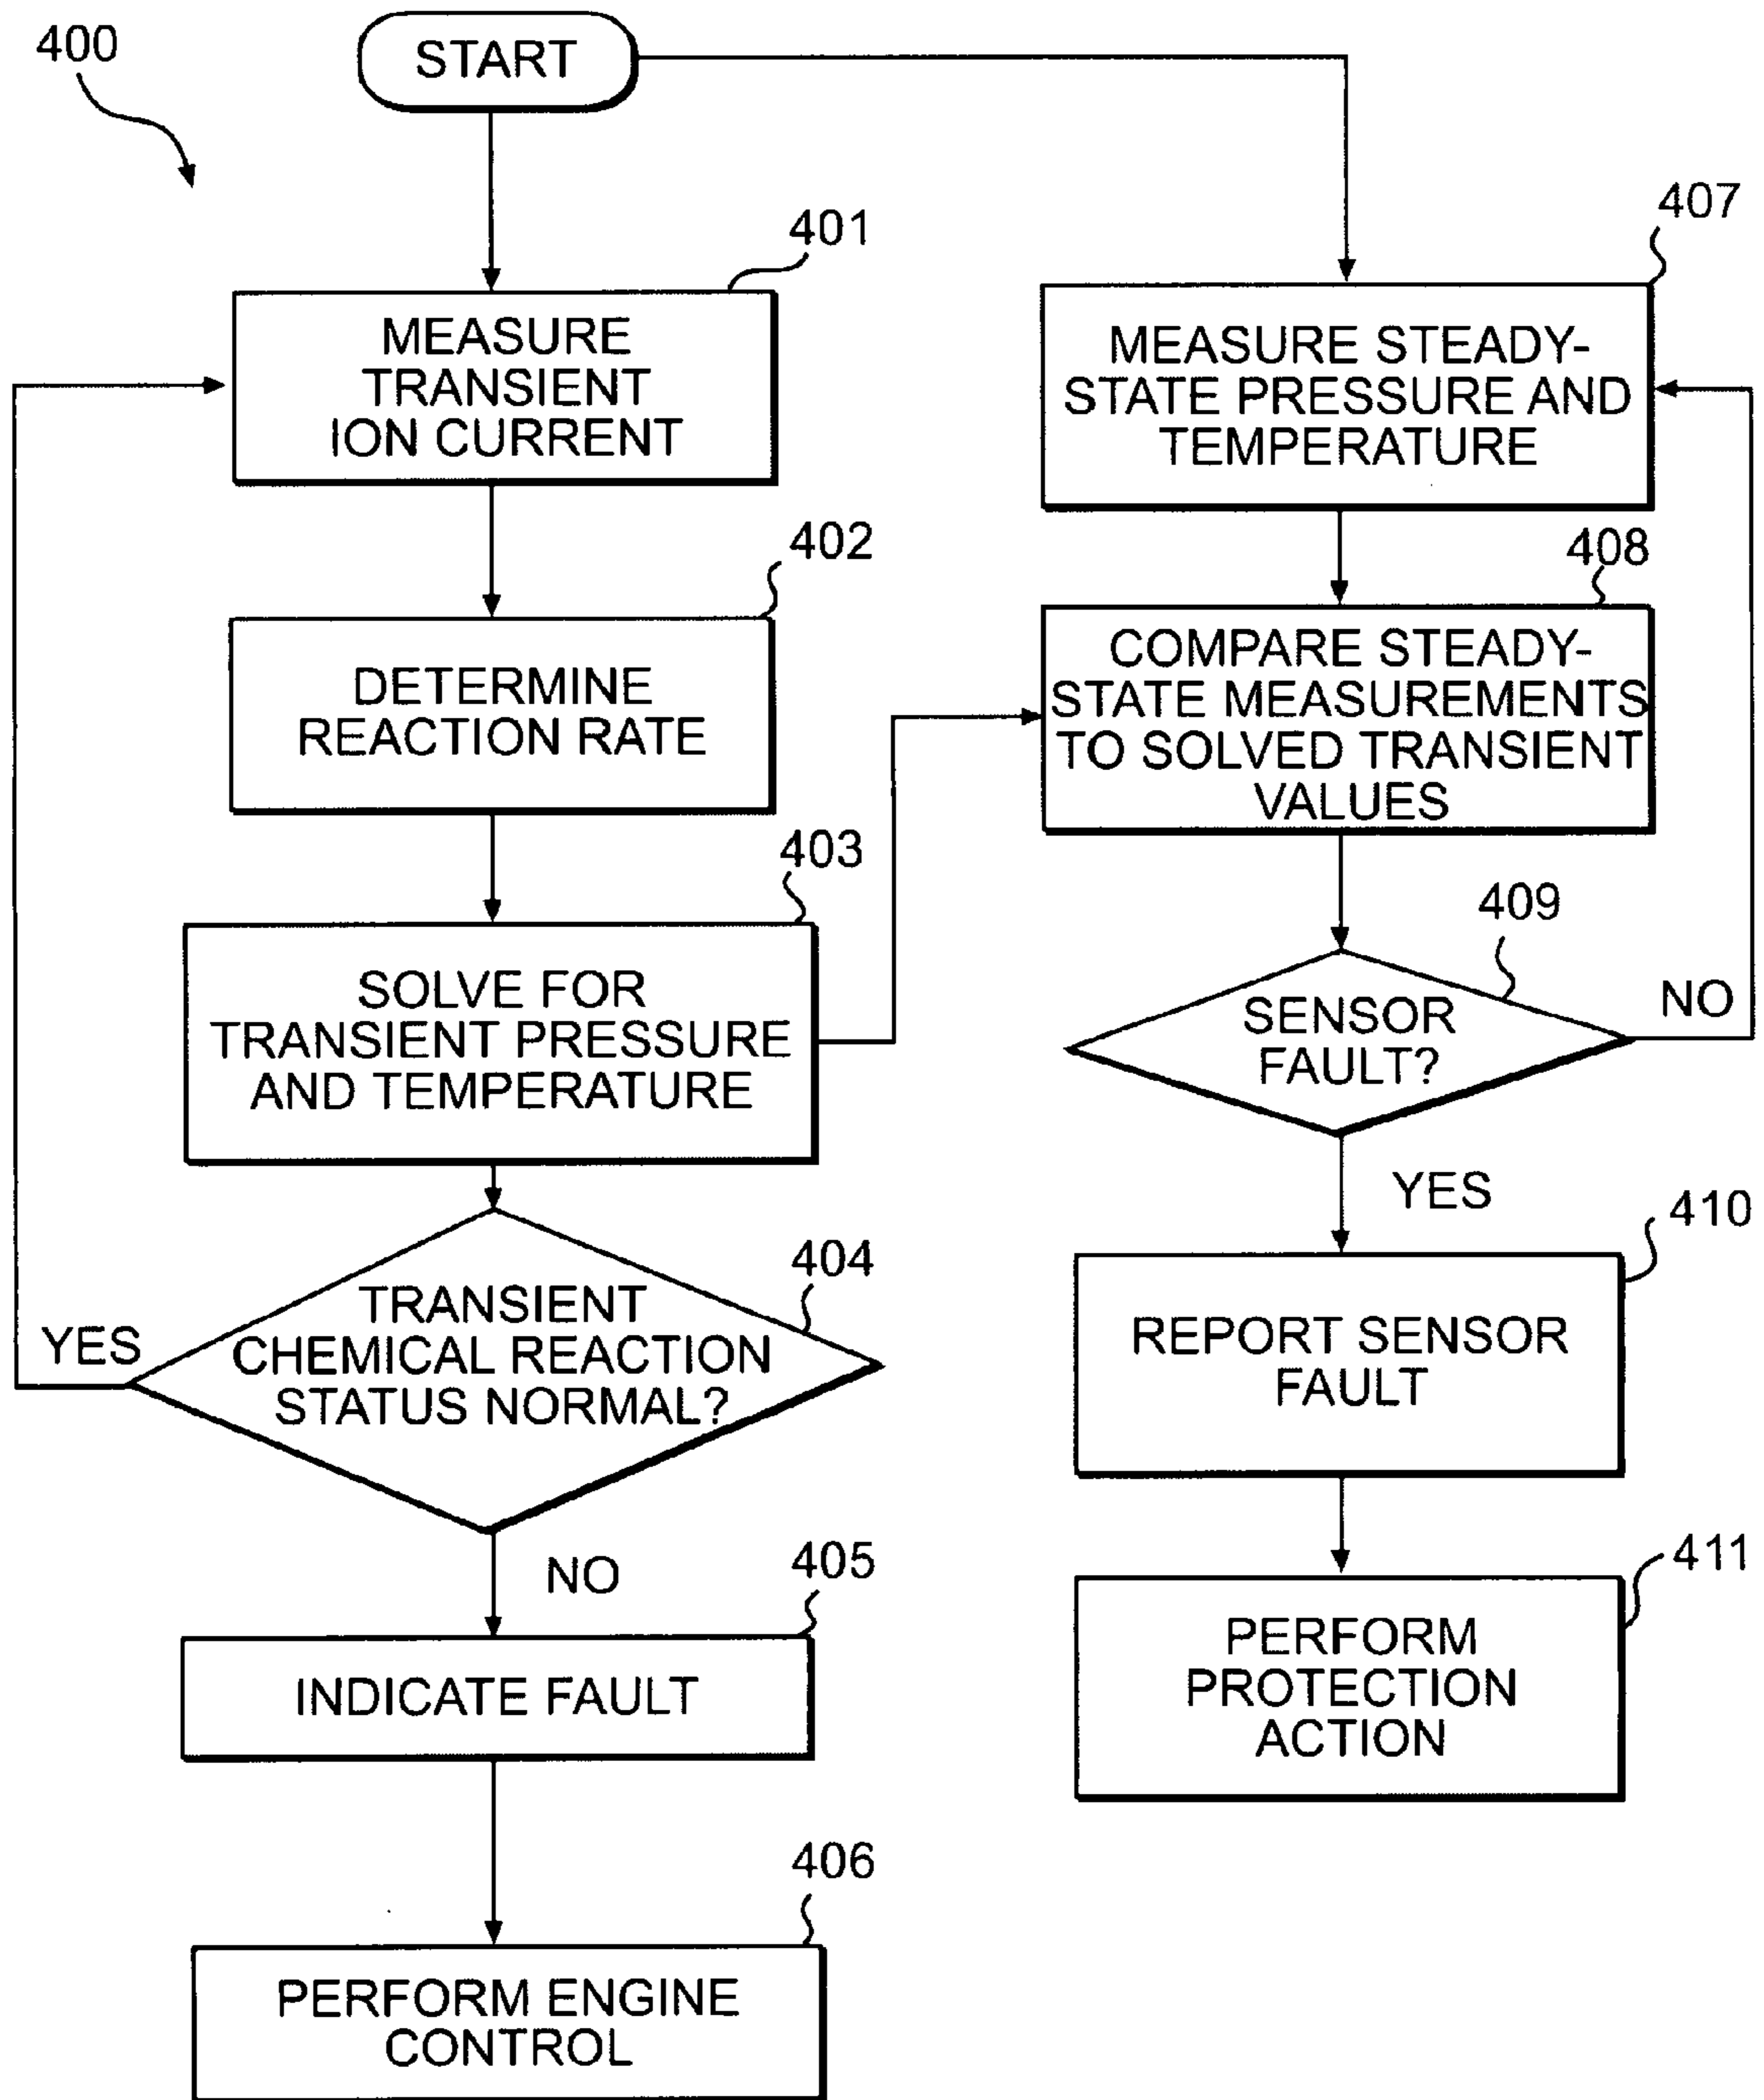 400
START
401
MEASURE
TRANSIENT
ION CURRENT
402
DETERMINE
REACTION RATE
403
SOLVE FOR
TRANSIENT PRESSURE
AND TEMPERATURE
404
TRANSIENT
CHEMICAL REACTION
STATUS NORMAL?
YES
NO
405
INDICATE FAULT
406
PERFORM ENGINE
CONTROL
407
MEASURE STEADY-
STATE PRESSURE AND
TEMPERATURE
408
COMPARE STEADY-
STATE MEASUREMENTS
TO SOLVED TRANSIENT
VALUES
409
SENSOR
FAULT?
NO
YES
410
REPORT SENSOR
FAULT
411
PERFORM
PROTECTION
ACTION